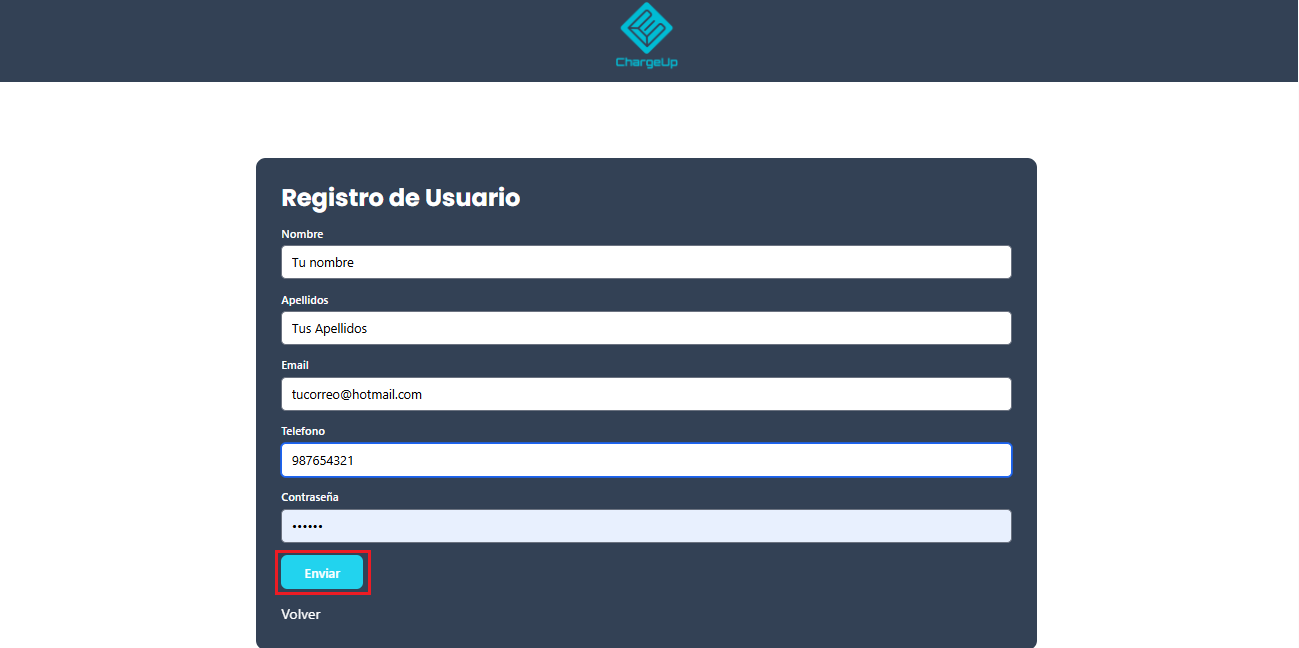 ChargeUp
Registro de Usuario
Nombre
Tu nombre
Apellidos
Tus Apellidos
Email
tucorreo@hotmail.com
Telefono
987654321
Contraseña
••••••
Enviar
Volver